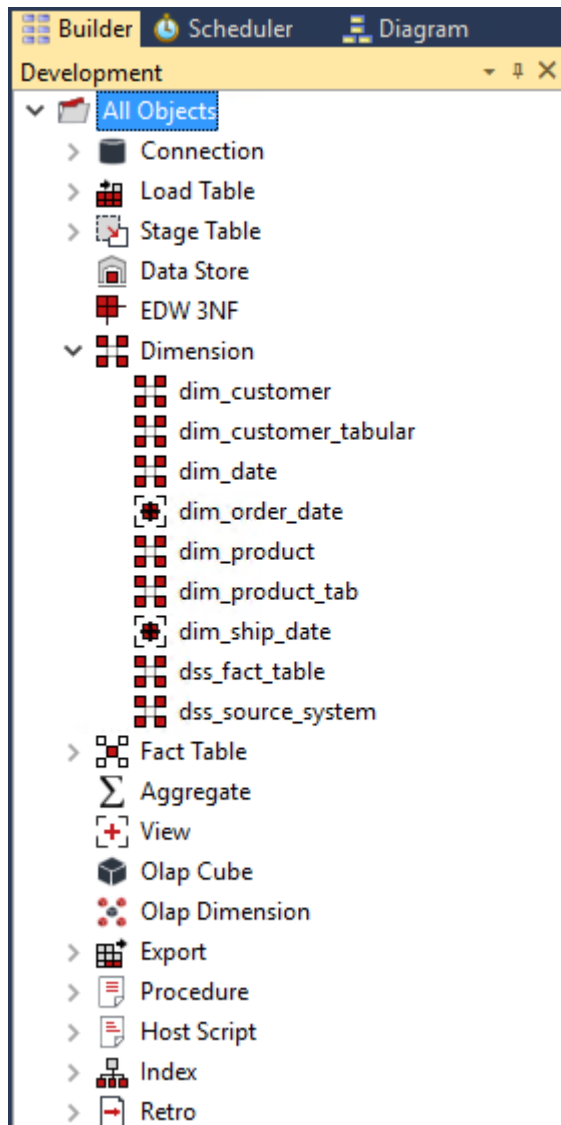 Builder Scheduler Diagram
Development
All Objects
Connection
Load Table
Stage Table
Data Store
EDW 3NF
Dimension
dim_customer
dim_customer_tabular
dim_date
dim_order_date
dim_product
dim_product_tab
dim_ship_date
dss_fact_table
dss_source_system
Fact Table
Aggregate
View
Olap Cube
Olap Dimension
Export
Procedure
Host Script
Index
Retro